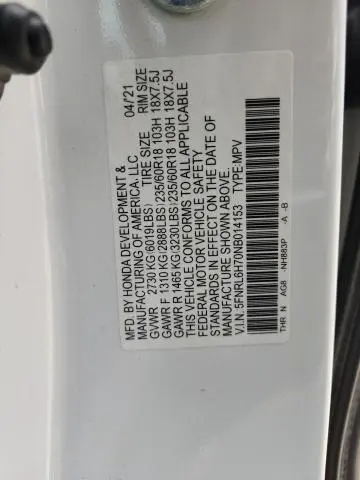 MFD. BY HONDA DEVELOPMENT & 04/21
MANUFACTURING OF AMERICA, LLC
GVWR 2730 KG(6019LBS) TIRE SIZE RIM SIZE
GAWR F 1310 KG(2888LBS)235/60R18 103H 18X7.5J
GAWR R 1465 KG(3230LBS)235/60R18 103H 18X7.5J
THIS VEHICLE CONFORMS TO ALL APPLICABLE
FEDERAL MOTOR VEHICLE SAFETY
STANDARDS IN EFFECT ON THE DATE OF
MANUFACTURE SHOWN ABOVE.
V.I.N. 5FNRL6H70NB014153 TYPE:MPV
THR N AG8 -NH883P -A -B